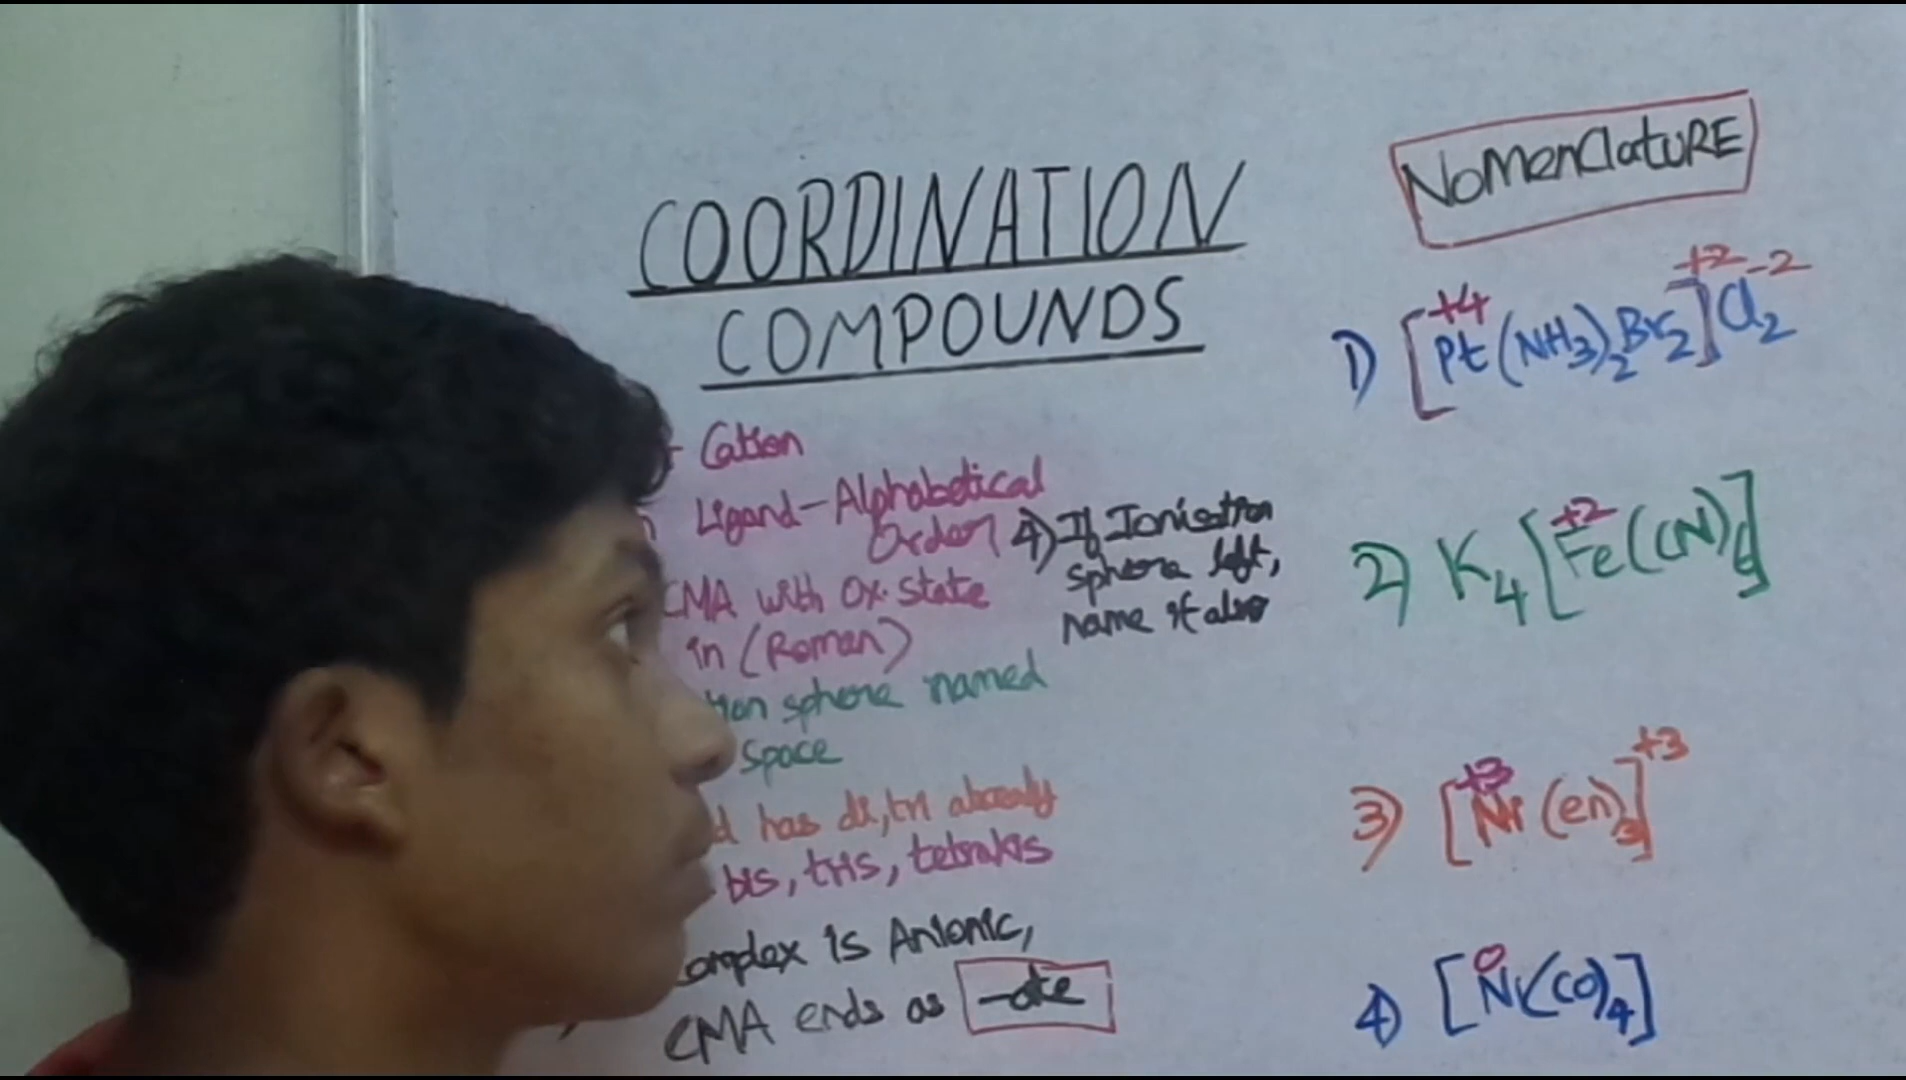 COORDINATION
COMPOUNDS
Cation
Ligand-Alphabetical
Order
CMA with Ox. state
in (Roman)
sphere named
space
has di, tri already
bis, tris, tetrakis
complex is Anionic,
CMA ends as -ate
4) If Ionisation
sphere left,
name it also
NomenClatuRE
1) [Pt(NH3)2Br2]Cl2
+4 +2 -2
2) K4[Fe(CN)6]
+2
3) [Ni(en)3]+3
+3
4) [Ni(CO)4]
0